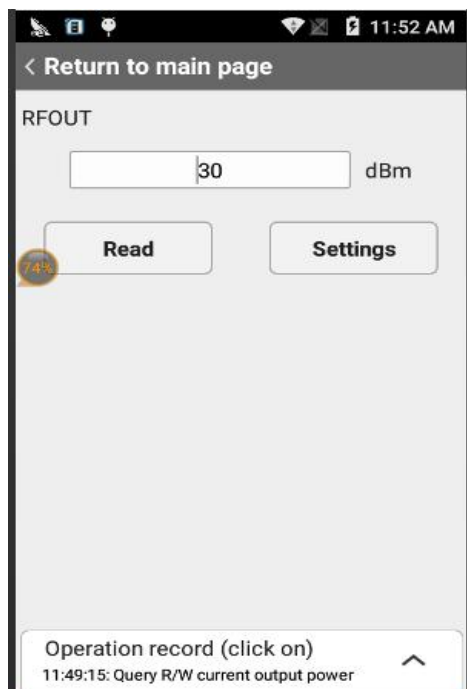 11:52 AM
< Return to main page
RFOUT
30 dBm
Read Settings
74%
Operation record (click on)
11:49:15: Query R/W current output power